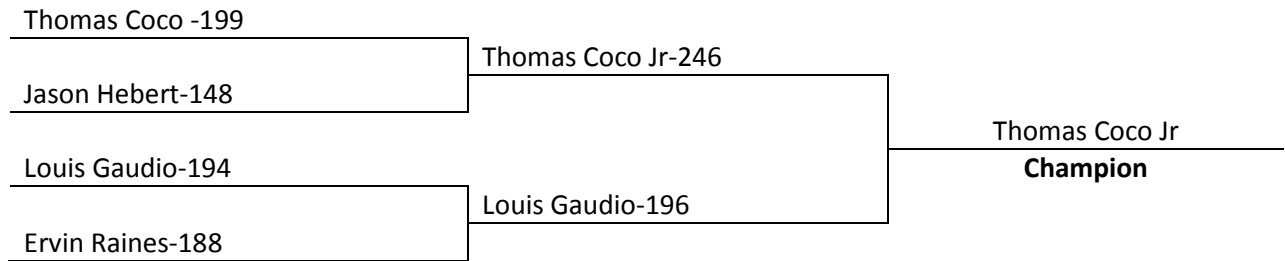 Thomas Coco -199
Thomas Coco Jr-246
Jason Hebert-148
Thomas Coco Jr
Champion
Louis Gaudio-194
Louis Gaudio-196
Ervin Raines-188